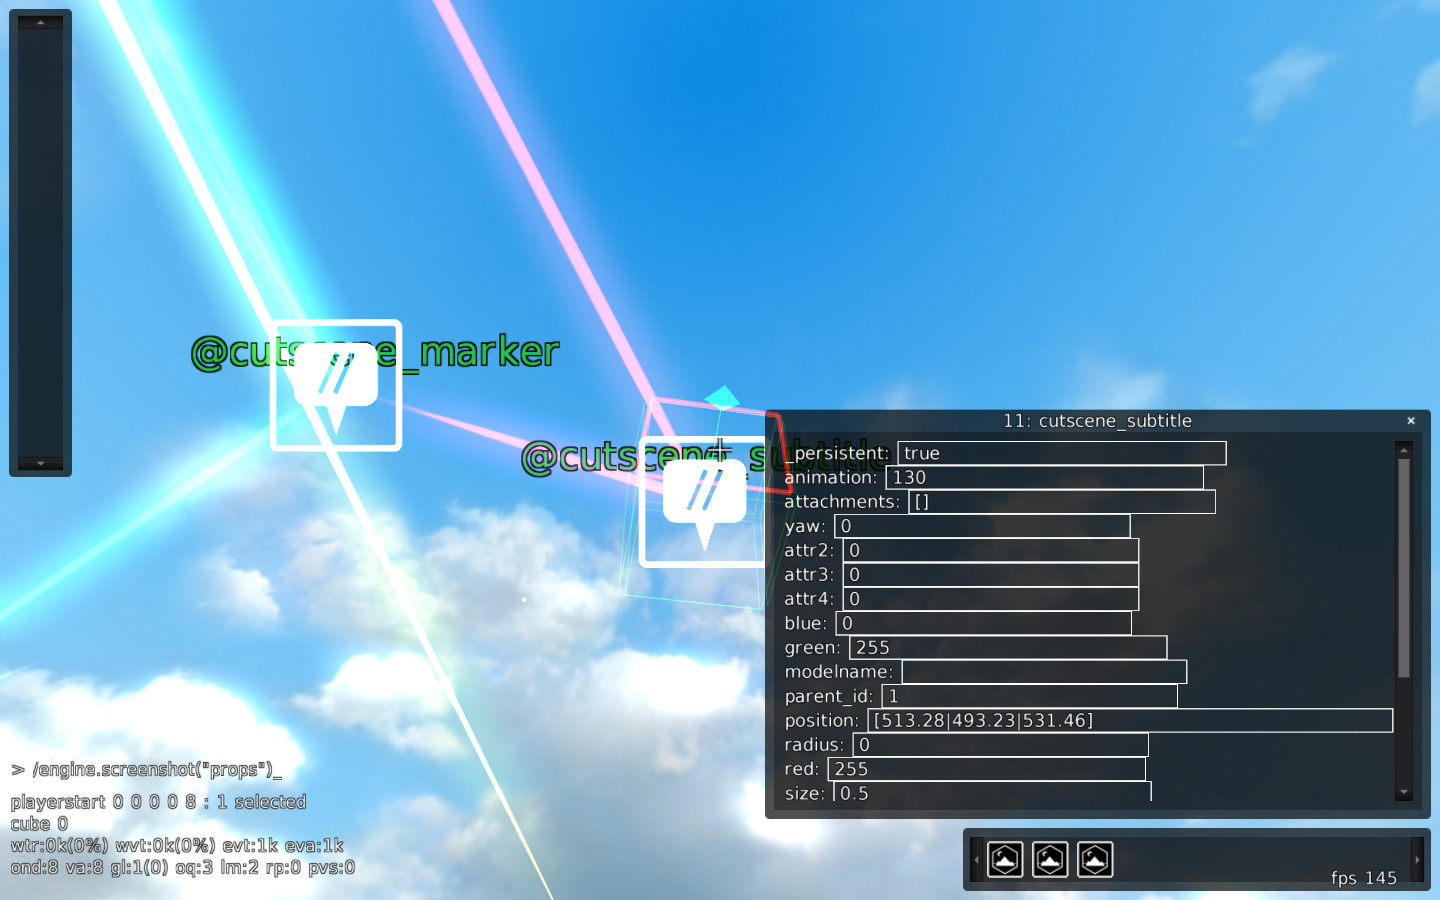 @cutscene_marker
@cutscene_subtitle
11: cutscene_subtitle
_persistent: true
animation: 130
attachments: []
yaw: 0
attr2: 0
attr3: 0
attr4: 0
blue: 0
green: 255
modelname:
parent_id: 1
position: [513.28|493.23|531.46]
radius: 0
red: 255
size: 0.5
> /engine.screenshot("props")_
playerstart 0 0 0 0 8 : 1 selected
cube 0
wtr:0k(0%) wvt:0k(0%) evt:1k eva:1k
ond:8 va:8 gl:1(0) oq:3 lm:2 rp:0 pvs:0
fps 145